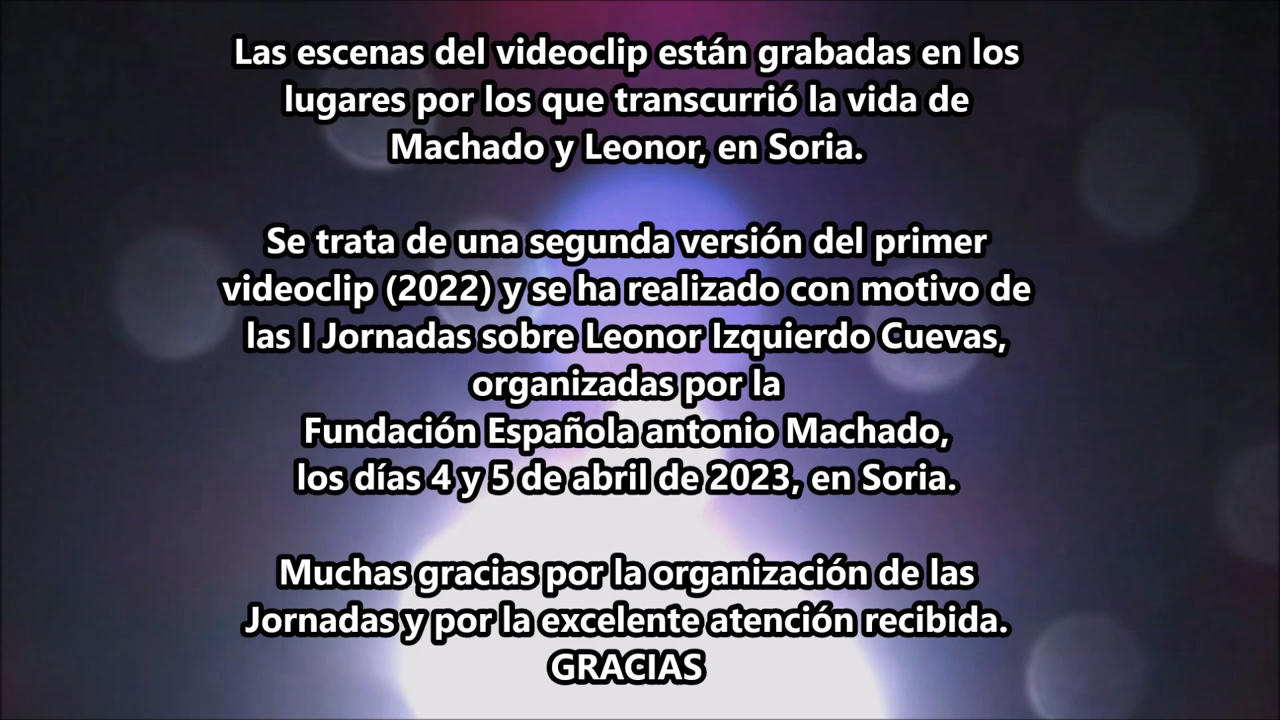 Las escenas del videoclip están grabadas en los
lugares por los que transcurrió la vida de
Machado y Leonor, en Soria.
Se trata de una segunda versión del primer
videoclip (2022) y se ha realizado con motivo de
las I Jornadas sobre Leonor Izquierdo Cuevas,
organizadas por la
Fundación Española antonio Machado,
los días 4 y 5 de abril de 2023, en Soria.
Muchas gracias por la organización de las
Jornadas y por la excelente atención recibida.
GRACIAS